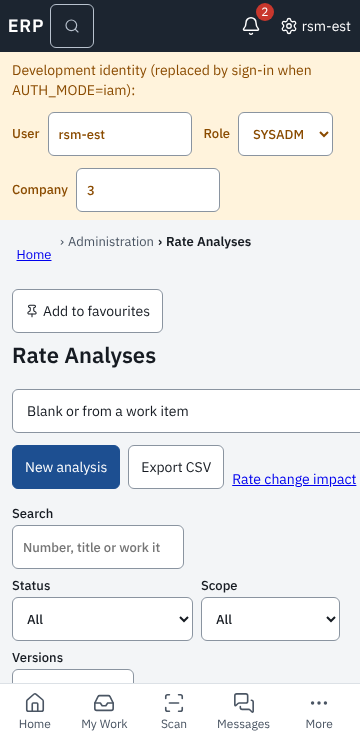 ERP
2
rsm-est
Development identity (replaced by sign-in when
AUTH_MODE=iam):
User
rsm-est
Role
SYSADM
Company
3
Home
› Administration › Rate Analyses
Add to favourites
Rate Analyses
Blank or from a work item
New analysis
Export CSV
Rate change impact
Search
Number, title or work it
Status
Scope
All
All
Versions
Home
My Work
Scan
Messages
More